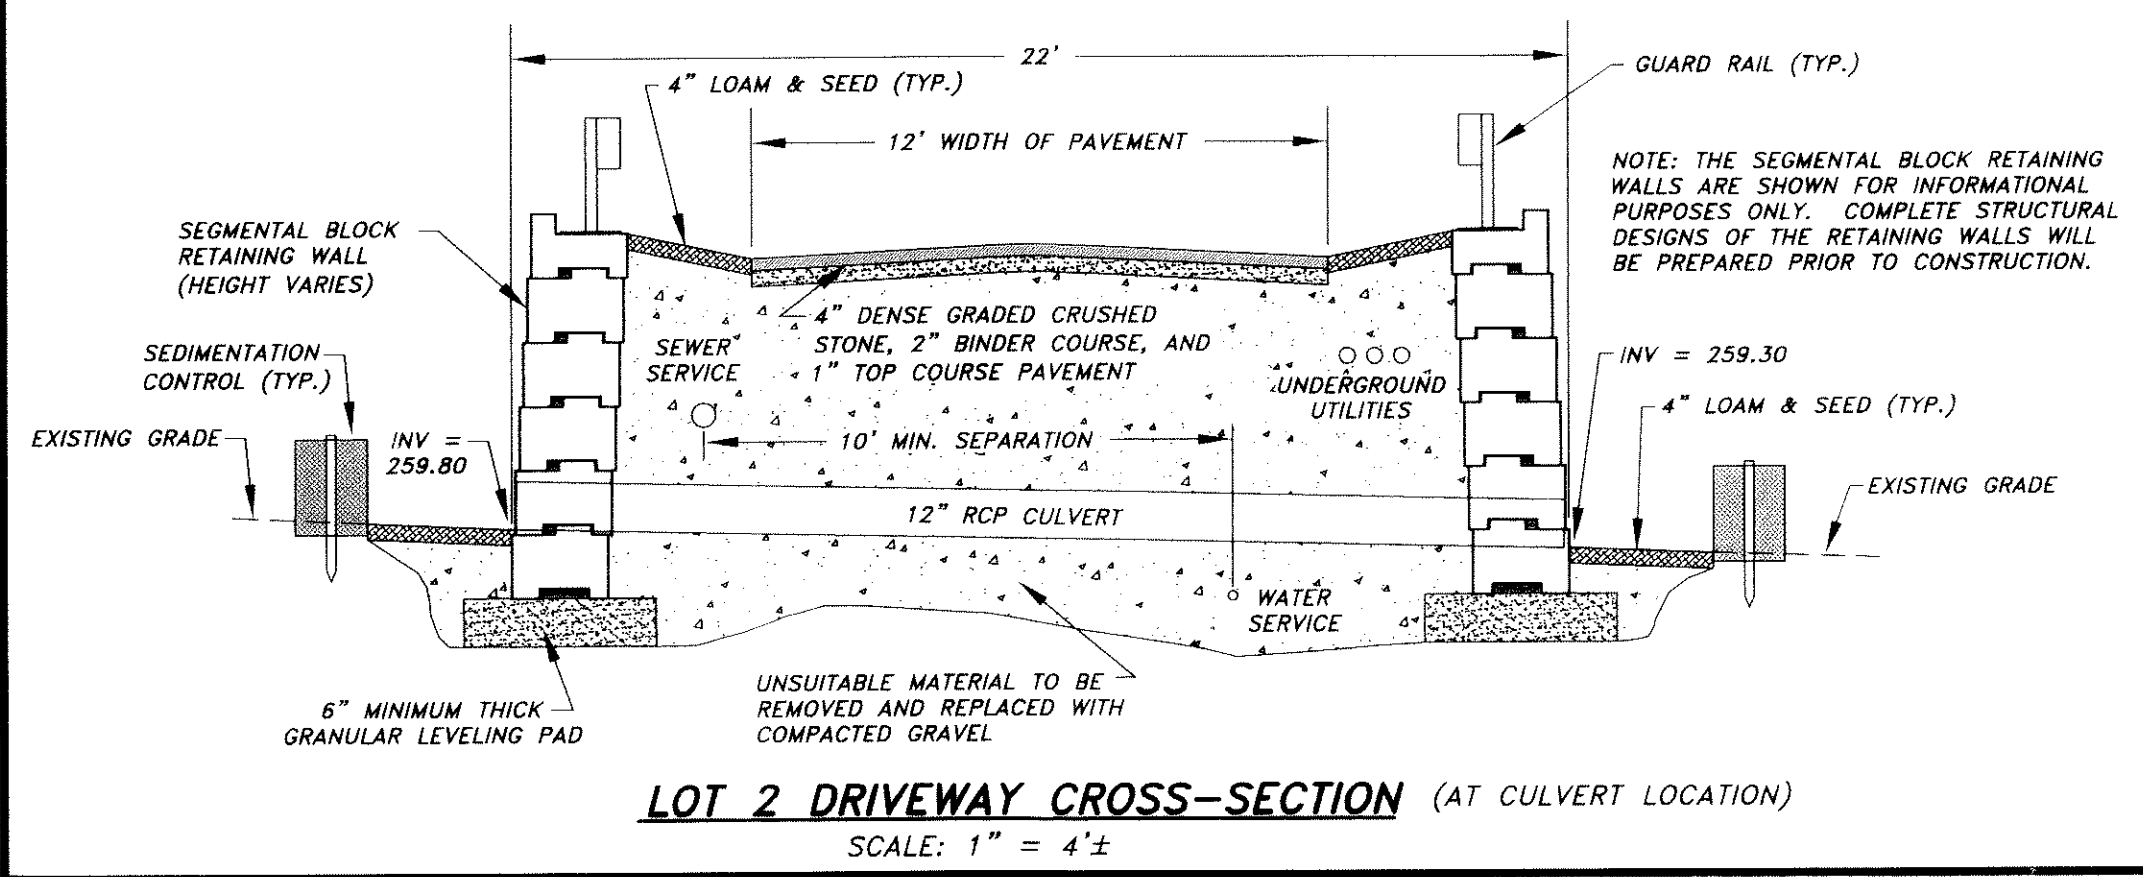 22'
4" LOAM & SEED (TYP.)
GUARD RAIL (TYP.)
12' WIDTH OF PAVEMENT
NOTE: THE SEGMENTAL BLOCK RETAINING
WALLS ARE SHOWN FOR INFORMATIONAL
PURPOSES ONLY. COMPLETE STRUCTURAL
DESIGNS OF THE RETAINING WALLS WILL
BE PREPARED PRIOR TO CONSTRUCTION.
SEGMENTAL BLOCK
RETAINING WALL
(HEIGHT VARIES)
4" DENSE GRADED CRUSHED
STONE, 2" BINDER COURSE, AND
1" TOP COURSE PAVEMENT
SEWER
SERVICE
SEDIMENTATION
CONTROL (TYP.)
UNDERGROUND
UTILITIES
INV = 259.30
4" LOAM & SEED (TYP.)
EXISTING GRADE
INV =
259.80
10' MIN. SEPARATION
EXISTING GRADE
12" RCP CULVERT
WATER
SERVICE
6" MINIMUM THICK
GRANULAR LEVELING PAD
UNSUITABLE MATERIAL TO BE
REMOVED AND REPLACED WITH
COMPACTED GRAVEL
LOT 2 DRIVEWAY CROSS-SECTION (AT CULVERT LOCATION)
SCALE: 1" = 4'±